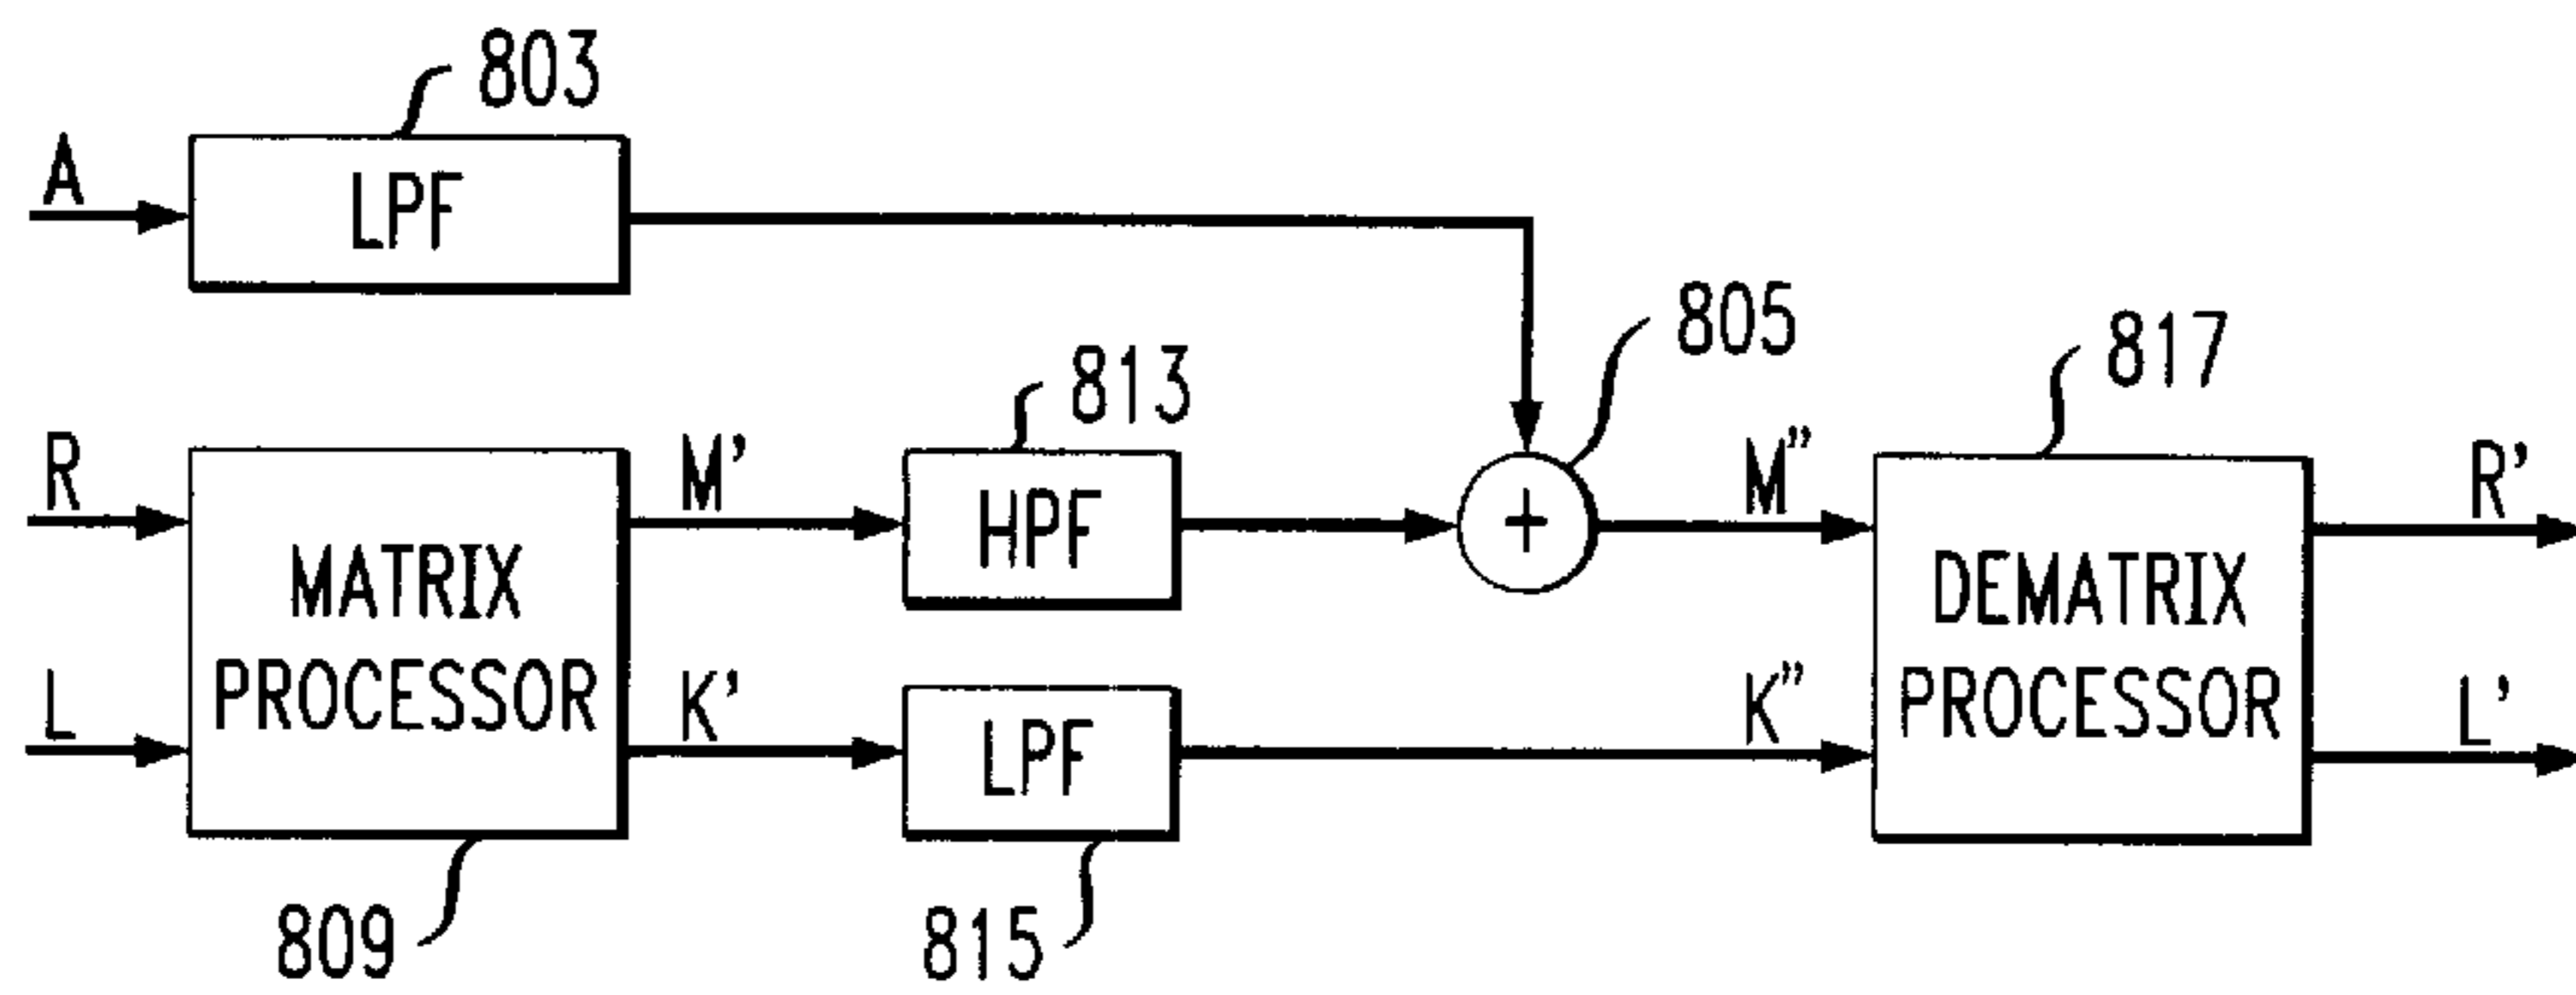 803
A
LPF
805
817
813
R
M'
HPF
+
M"
R'
MATRIX
PROCESSOR
DEMATRIX
PROCESSOR
L
K'
LPF
K"
L'
809
815